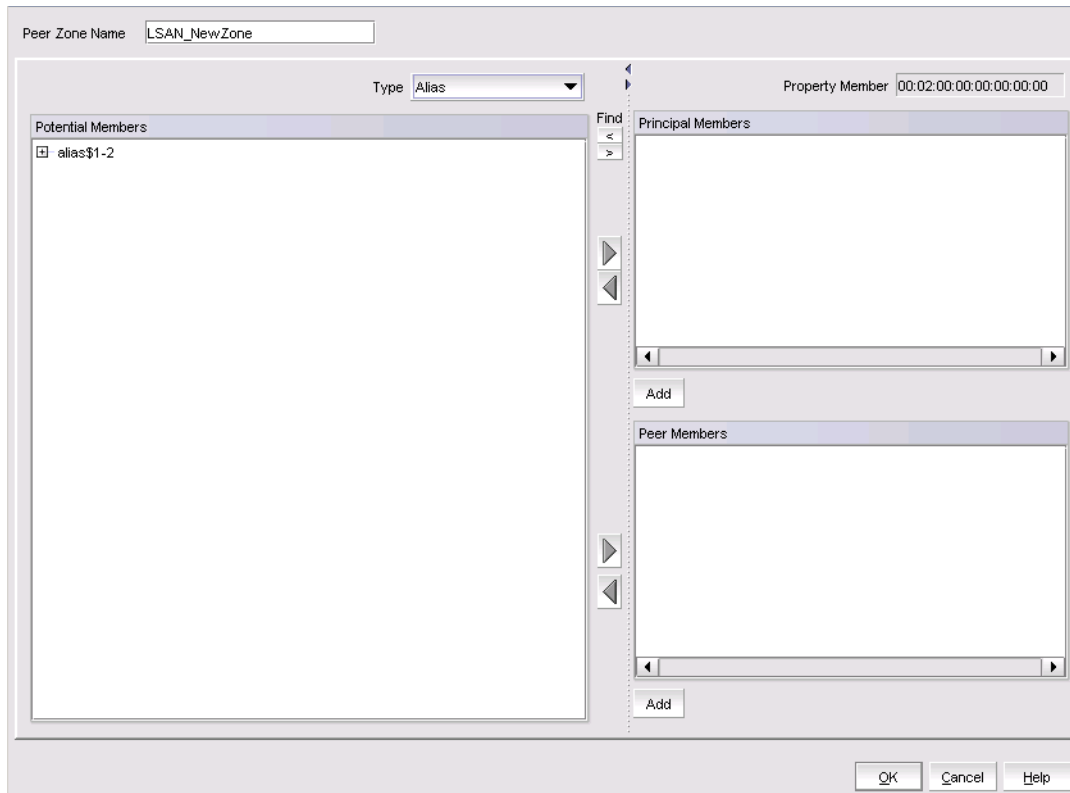 Peer Zone Name LSAN_NewZone
Type Alias
Property Member 00:02:00:00:00:00:00:00
Potential Members
alias$1-2
Find
<
>
Principal Members
Add
Peer Members
Add
OK Cancel Help